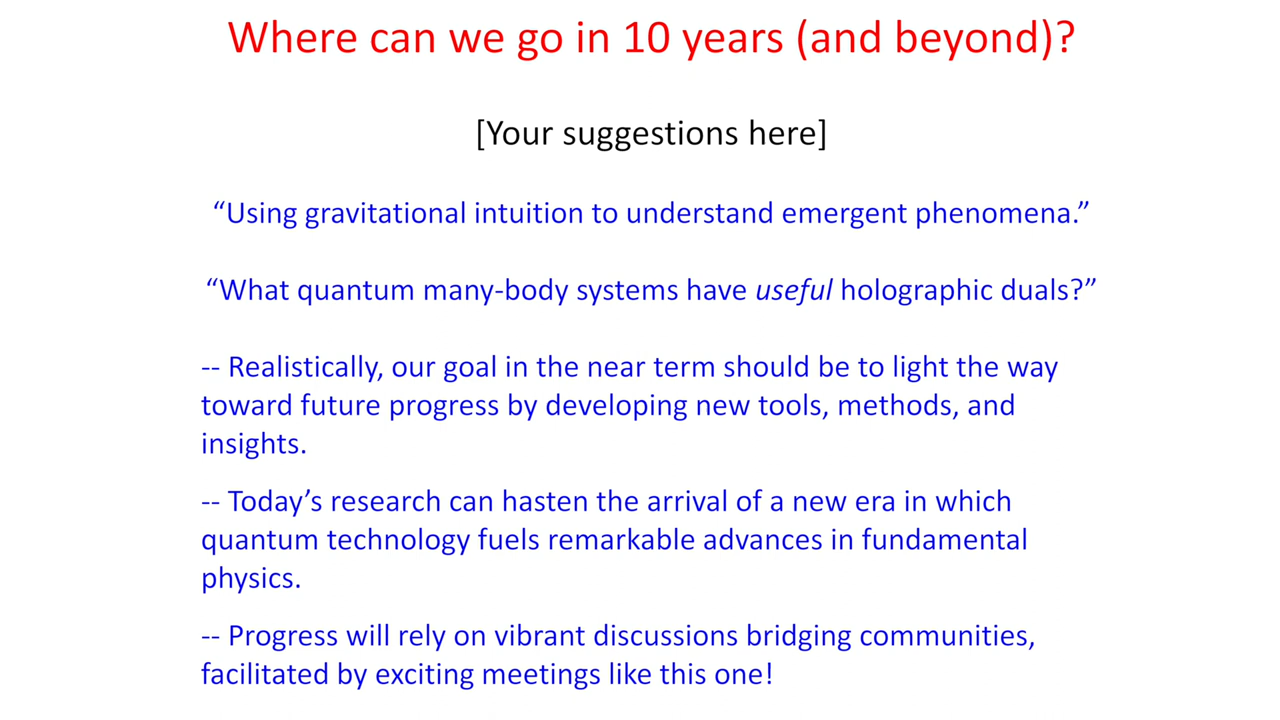 Where can we go in 10 years (and beyond)?
[Your suggestions here]
“Using gravitational intuition to understand emergent phenomena.”
“What quantum many-body systems have useful holographic duals?”
-- Realistically, our goal in the near term should be to light the way
toward future progress by developing new tools, methods, and
insights.
-- Today’s research can hasten the arrival of a new era in which
quantum technology fuels remarkable advances in fundamental
physics.
-- Progress will rely on vibrant discussions bridging communities,
facilitated by exciting meetings like this one!